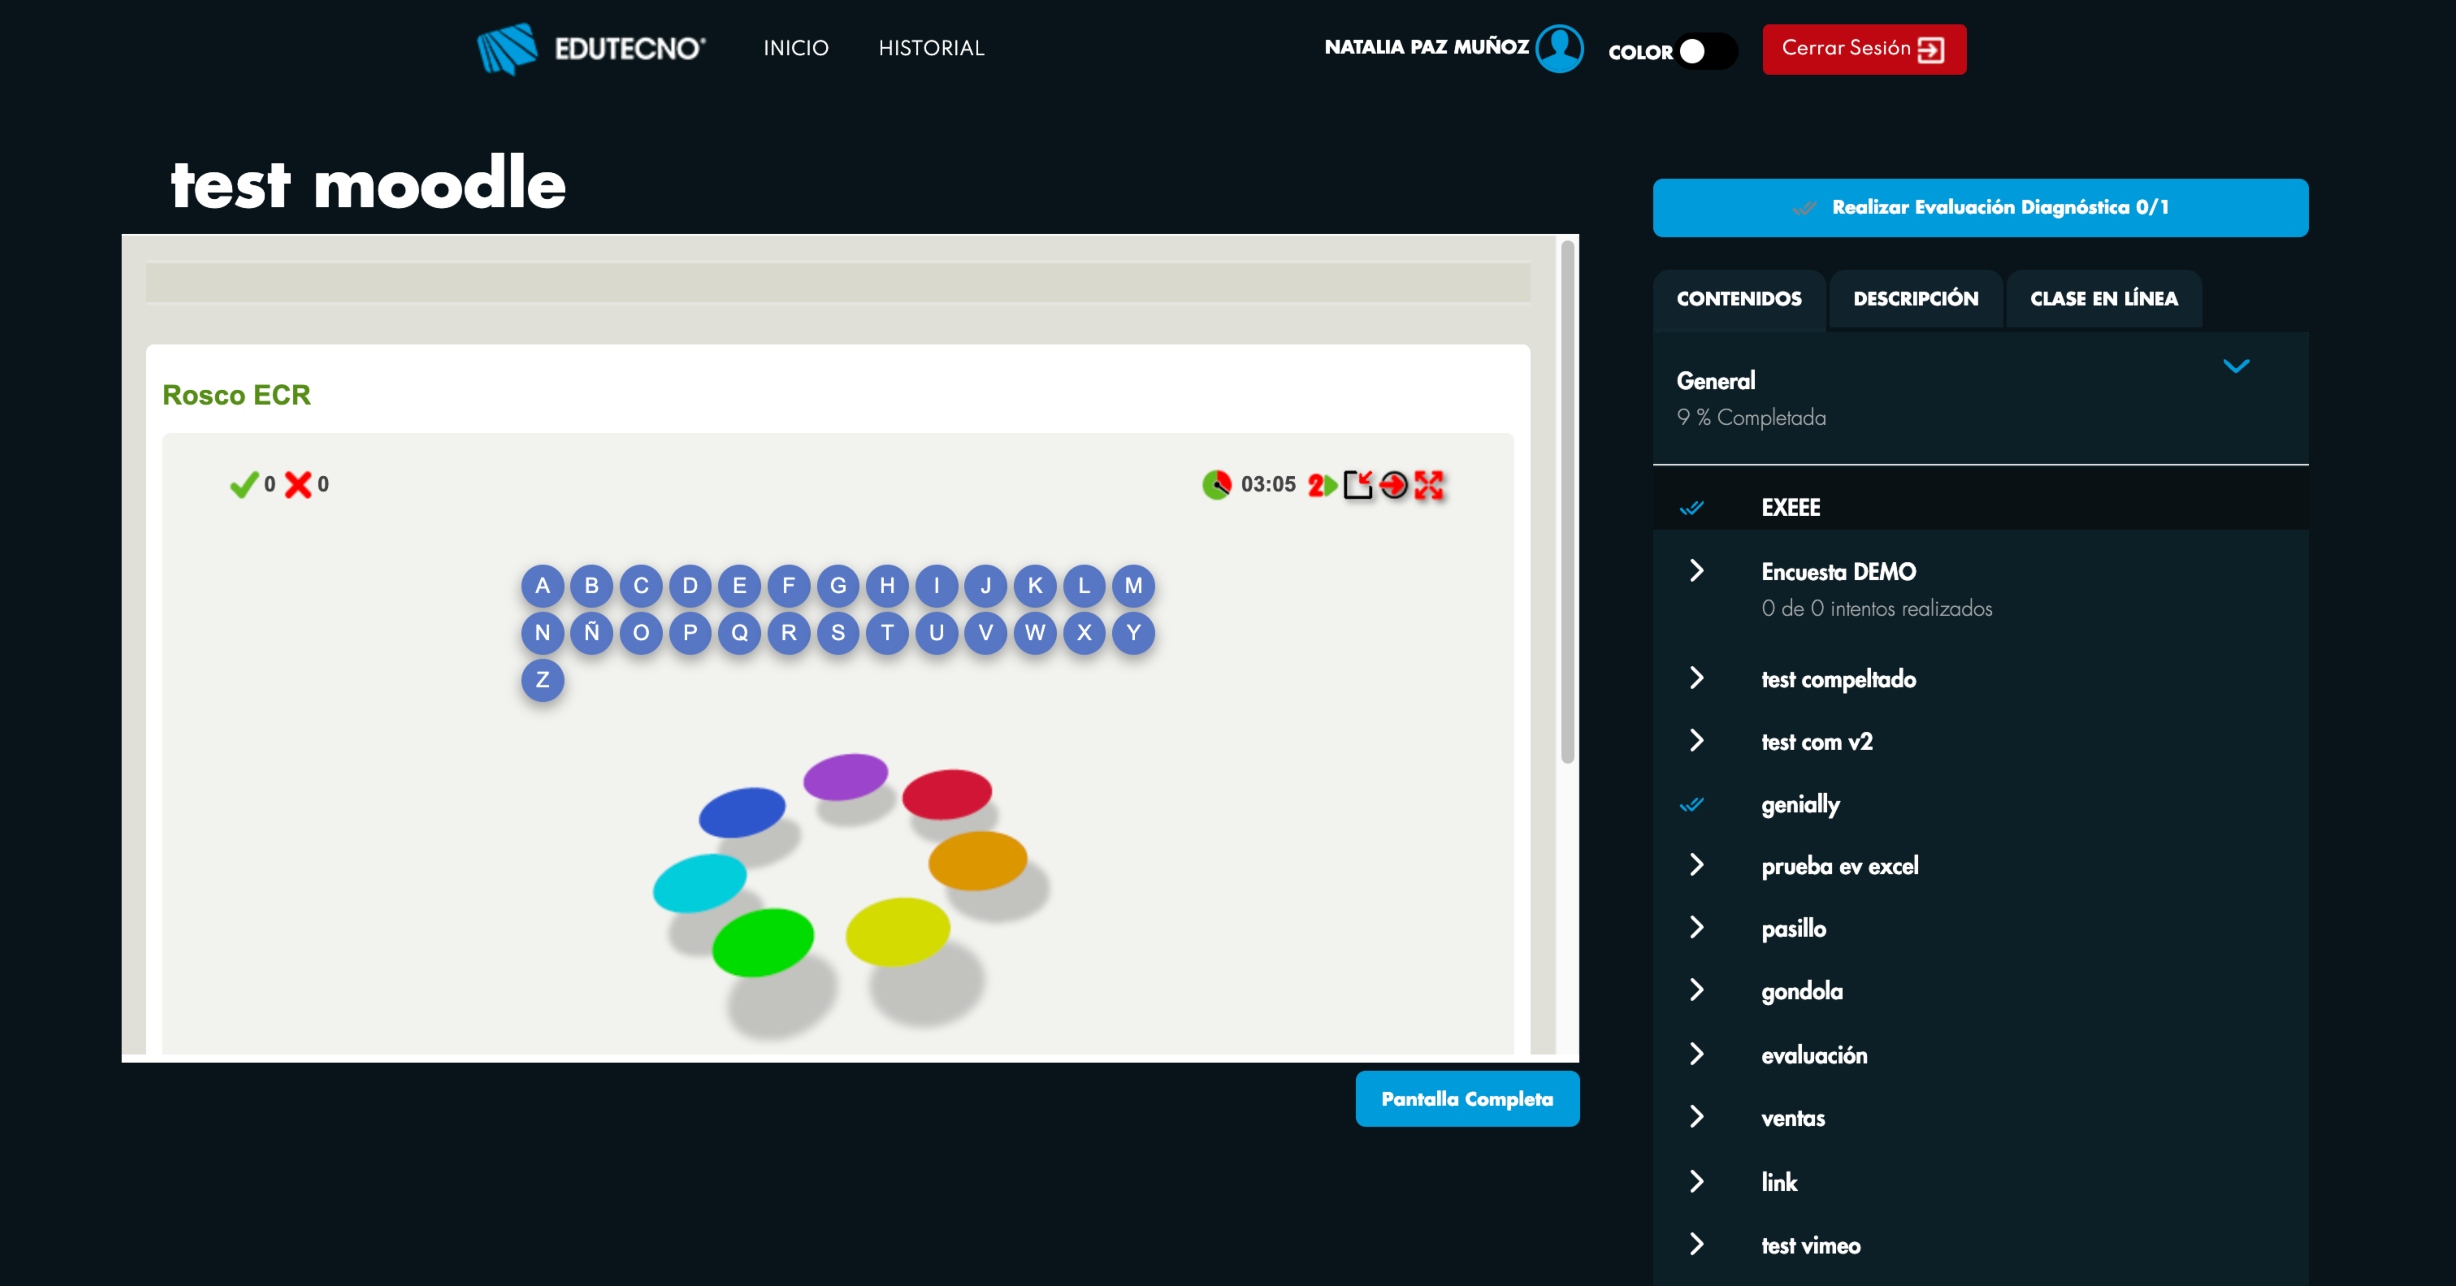 EDUTECNO®
INICIO HISTORIAL
NATALIA PAZ MUÑOZ COLOR Cerrar Sesión
test moodle
Rosco ECR
0 0
03:05 2
A B C D E F G H I J K L M
N Ñ O P Q R S T U V W X Y
Z
Pantalla Completa
Realizar Evaluación Diagnóstica 0/1
CONTENIDOS DESCRIPCIÓN CLASE EN LÍNEA
General
9 % Completada
EXEEE
Encuesta DEMO
0 de 0 intentos realizados
test compeltado
test com v2
genially
prueba ev excel
pasillo
gondola
evaluación
ventas
link
test vimeo